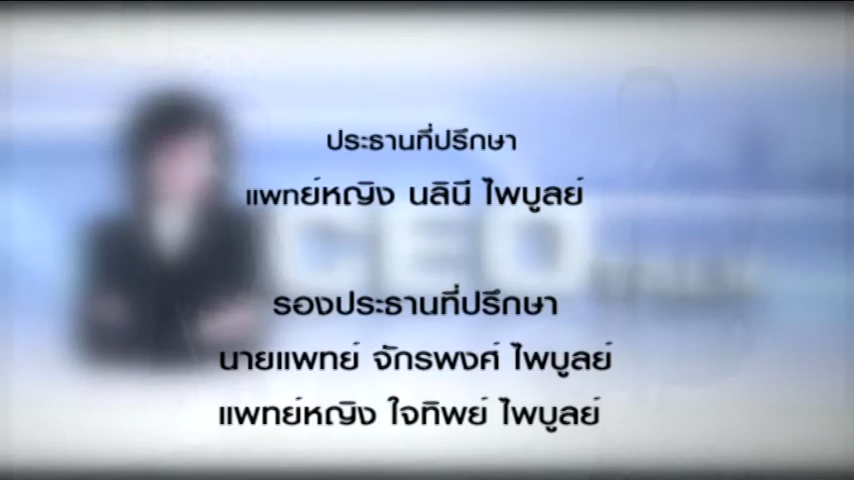 ประธานที่ปรึกษา
แพทย์หญิง นลินี ไพบูลย์
CEO
รองประธานที่ปรึกษา
นายแพทย์ จักรพงศ์ ไพบูลย์
แพทย์หญิง ใจทิพย์ ไพบูลย์